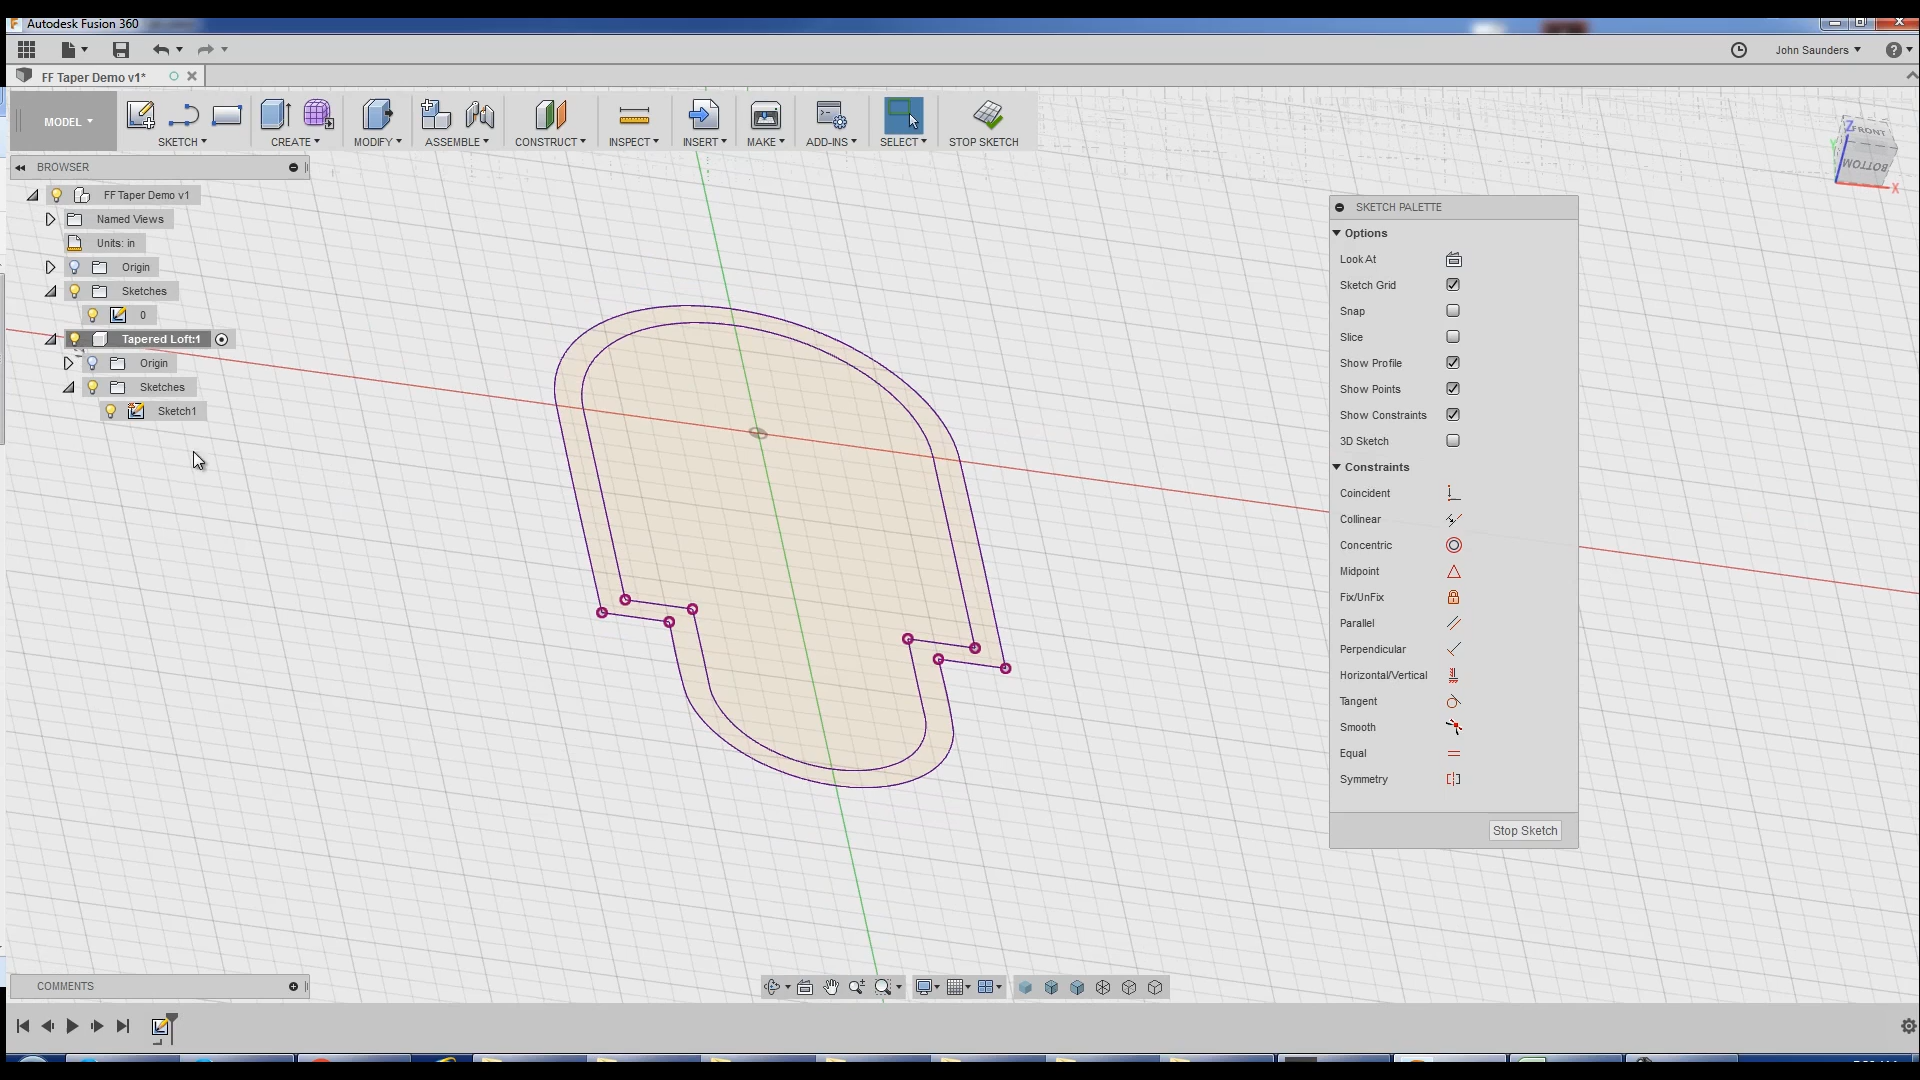 Autodesk Fusion 360
John Saunders
FF Taper Demo v1*
MODEL
SKETCH
CREATE
MODIFY
ASSEMBLE
CONSTRUCT
INSPECT
INSERT
MAKE
ADD-INS
SELECT
STOP SKETCH
BROWSER
FF Taper Demo v1
Named Views
Units: in
Origin
Sketches
0
Tapered Loft:1
Origin
Sketches
Sketch1
Z
FRONT
BOTTOM
Y
X
SKETCH PALETTE
Options
Look At
Sketch Grid
Snap
Slice
Show Profile
Show Points
Show Constraints
3D Sketch
Constraints
Coincident
Collinear
Concentric
Midpoint
Fix/UnFix
Parallel
Perpendicular
Horizontal/Vertical
Tangent
Smooth
Equal
Symmetry
Stop Sketch
COMMENTS